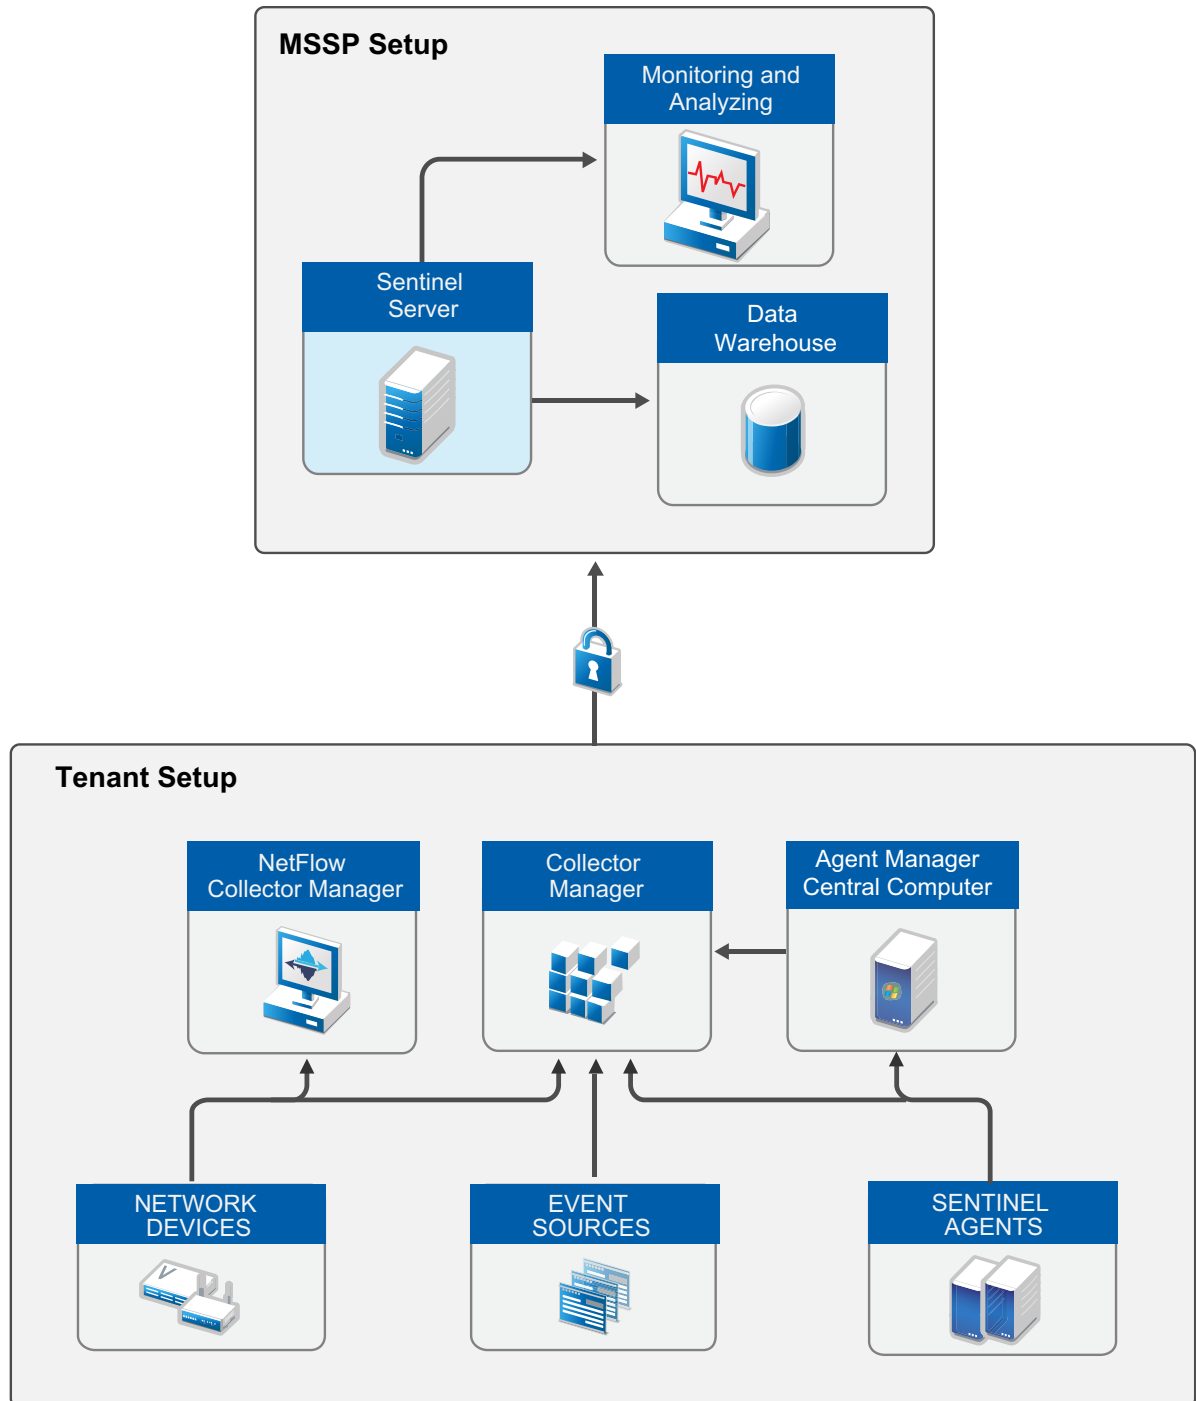 MSSP Setup
Monitoring and
Analyzing
Sentinel
Server
Data
Warehouse
Tenant Setup
NetFlow
Collector Manager
Collector
Manager
Agent Manager
Central Computer
NETWORK
DEVICES
EVENT
SOURCES
SENTINEL
AGENTS